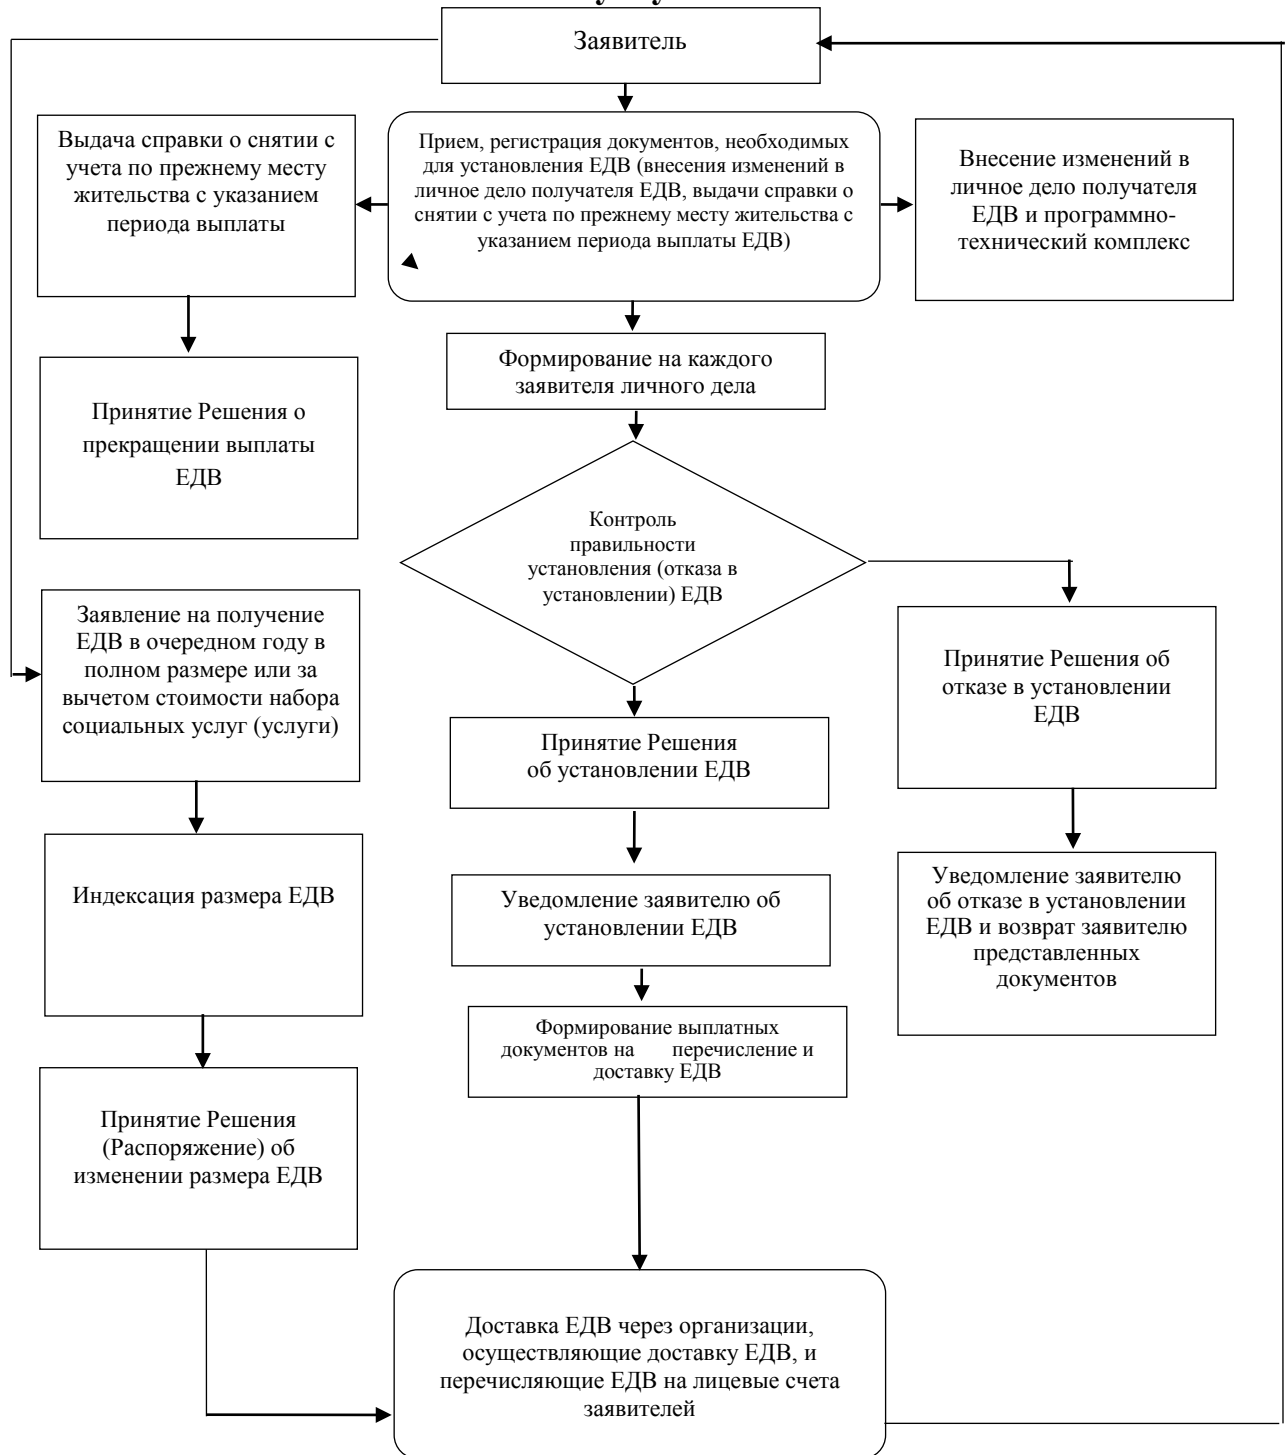 Заявитель
Выдача справки о снятии с
учета по прежнему месту
жительства с указанием
периода выплаты
Прием, регистрация документов, необходимых
для установления ЕДВ (внесения изменений в
личное дело получателя ЕДВ, выдачи справки о
снятии с учета по прежнему месту жительства с
указанием периода выплаты ЕДВ)
Внесение изменений в
личное дело получателя
ЕДВ и программно-
технический комплекс
Формирование на каждого
заявителя личного дела
Принятие Решения о
прекращении выплаты
ЕДВ
Контроль
правильности
установления (отказа в
установлении) ЕДВ
Заявление на получение
ЕДВ в очередном году в
полном размере или за
вычетом стоимости набора
социальных услуг (услуги)
Принятие Решения об
отказе в установлении
ЕДВ
Принятие Решения
об установлении ЕДВ
Индексация размера ЕДВ
Уведомление заявителю об
установлении ЕДВ
Уведомление заявителю
об отказе в установлении
ЕДВ и возврат заявителю
представленных
документов
Формирование выплатных
документов на перечисление и
доставку ЕДВ
Принятие Решения
(Распоряжение) об
изменении размера ЕДВ
Доставка ЕДВ через организации,
осуществляющие доставку ЕДВ, и
перечисляющие ЕДВ на лицевые счета
заявителей